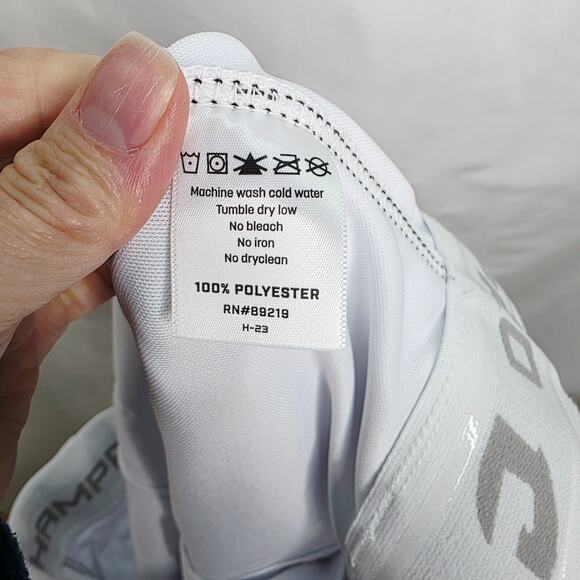 Machine wash cold water
Tumble dry low
No bleach
No iron
No dryclean
100% POLYESTER
RN#89219
H-23